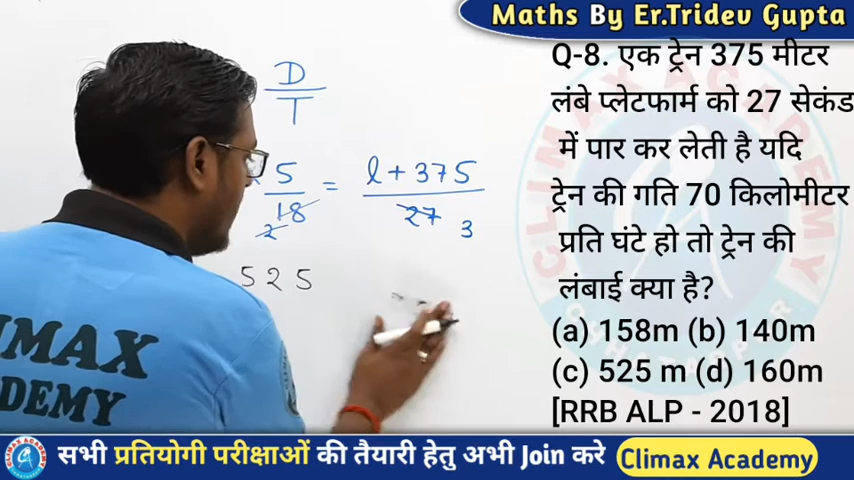 Maths By Er.Tridev Gupta
Q-8. एक ट्रेन 375 मीटर
लंबे प्लेटफार्म को 27 सेकंड
में पार कर लेती है यदि
ट्रेन की गति 70 किलोमीटर
प्रति घंटे हो तो ट्रेन की
लंबाई क्या है?
(a) 158m (b) 140m
(c) 525 m (d) 160m
[RRB ALP - 2018]
D
T
5 = l + 375
18 27
2 3
525
CLIMAX
ACADEMY
सभी प्रतियोगी परीक्षाओं की तैयारी हेतु अभी Join करे Climax Academy